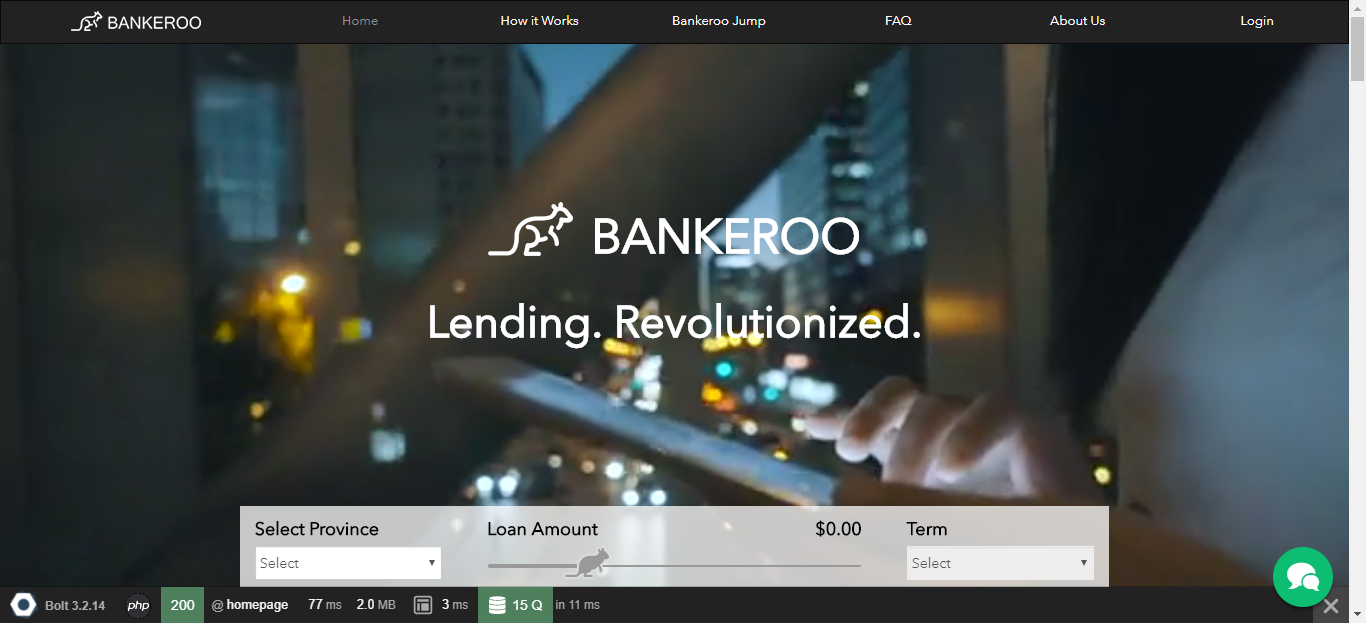 BANKEROO Home How it Works Bankeroo Jump FAQ About Us Login
BANKEROO
Lending. Revolutionized.
Select Province Loan Amount $0.00 Term
Select Select
Bolt 3.2.14 php 200 @ homepage 77 ms 2.0 MB 3 ms 15 Q in 11 ms